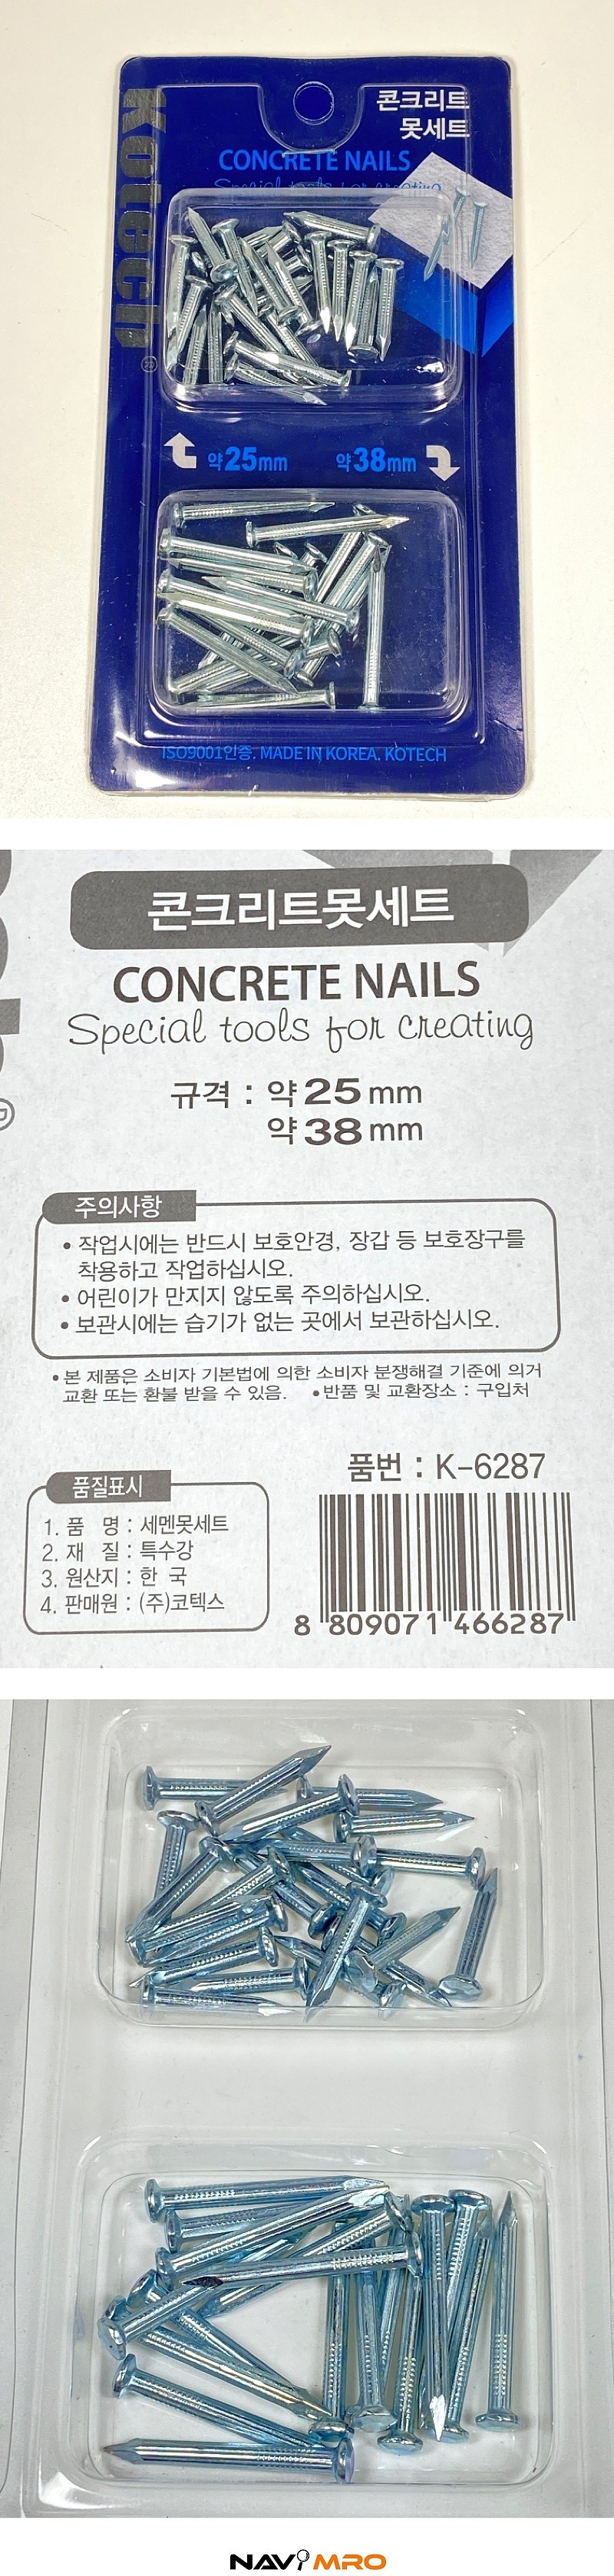 Kotech®
콘크리트
못세트
CONCRETE NAILS
Special tools for creating
약25mm
약38mm
ISO9001인증. MADE IN KOREA. KOTECH
콘크리트못세트
CONCRETE NAILS
Special tools for creating
규격 : 약 25 mm
약 38 mm
주의사항
• 작업시에는 반드시 보호안경, 장갑 등 보호장구를
착용하고 작업하십시오.
• 어린이가 만지지 않도록 주의하십시오.
• 보관시에는 습기가 없는 곳에서 보관하십시오.
• 본 제품은 소비자 기본법에 의한 소비자 분쟁해결 기준에 의거
교환 또는 환불 받을 수 있음. • 반품 및 교환장소 : 구입처
품번 : K-6287
품질표시
1. 품 명 : 세멘못세트
2. 재 질 : 특수강
3. 원산지 : 한 국
4. 판매원 : (주)코텍스
8 809071 466287
NAVI MRO